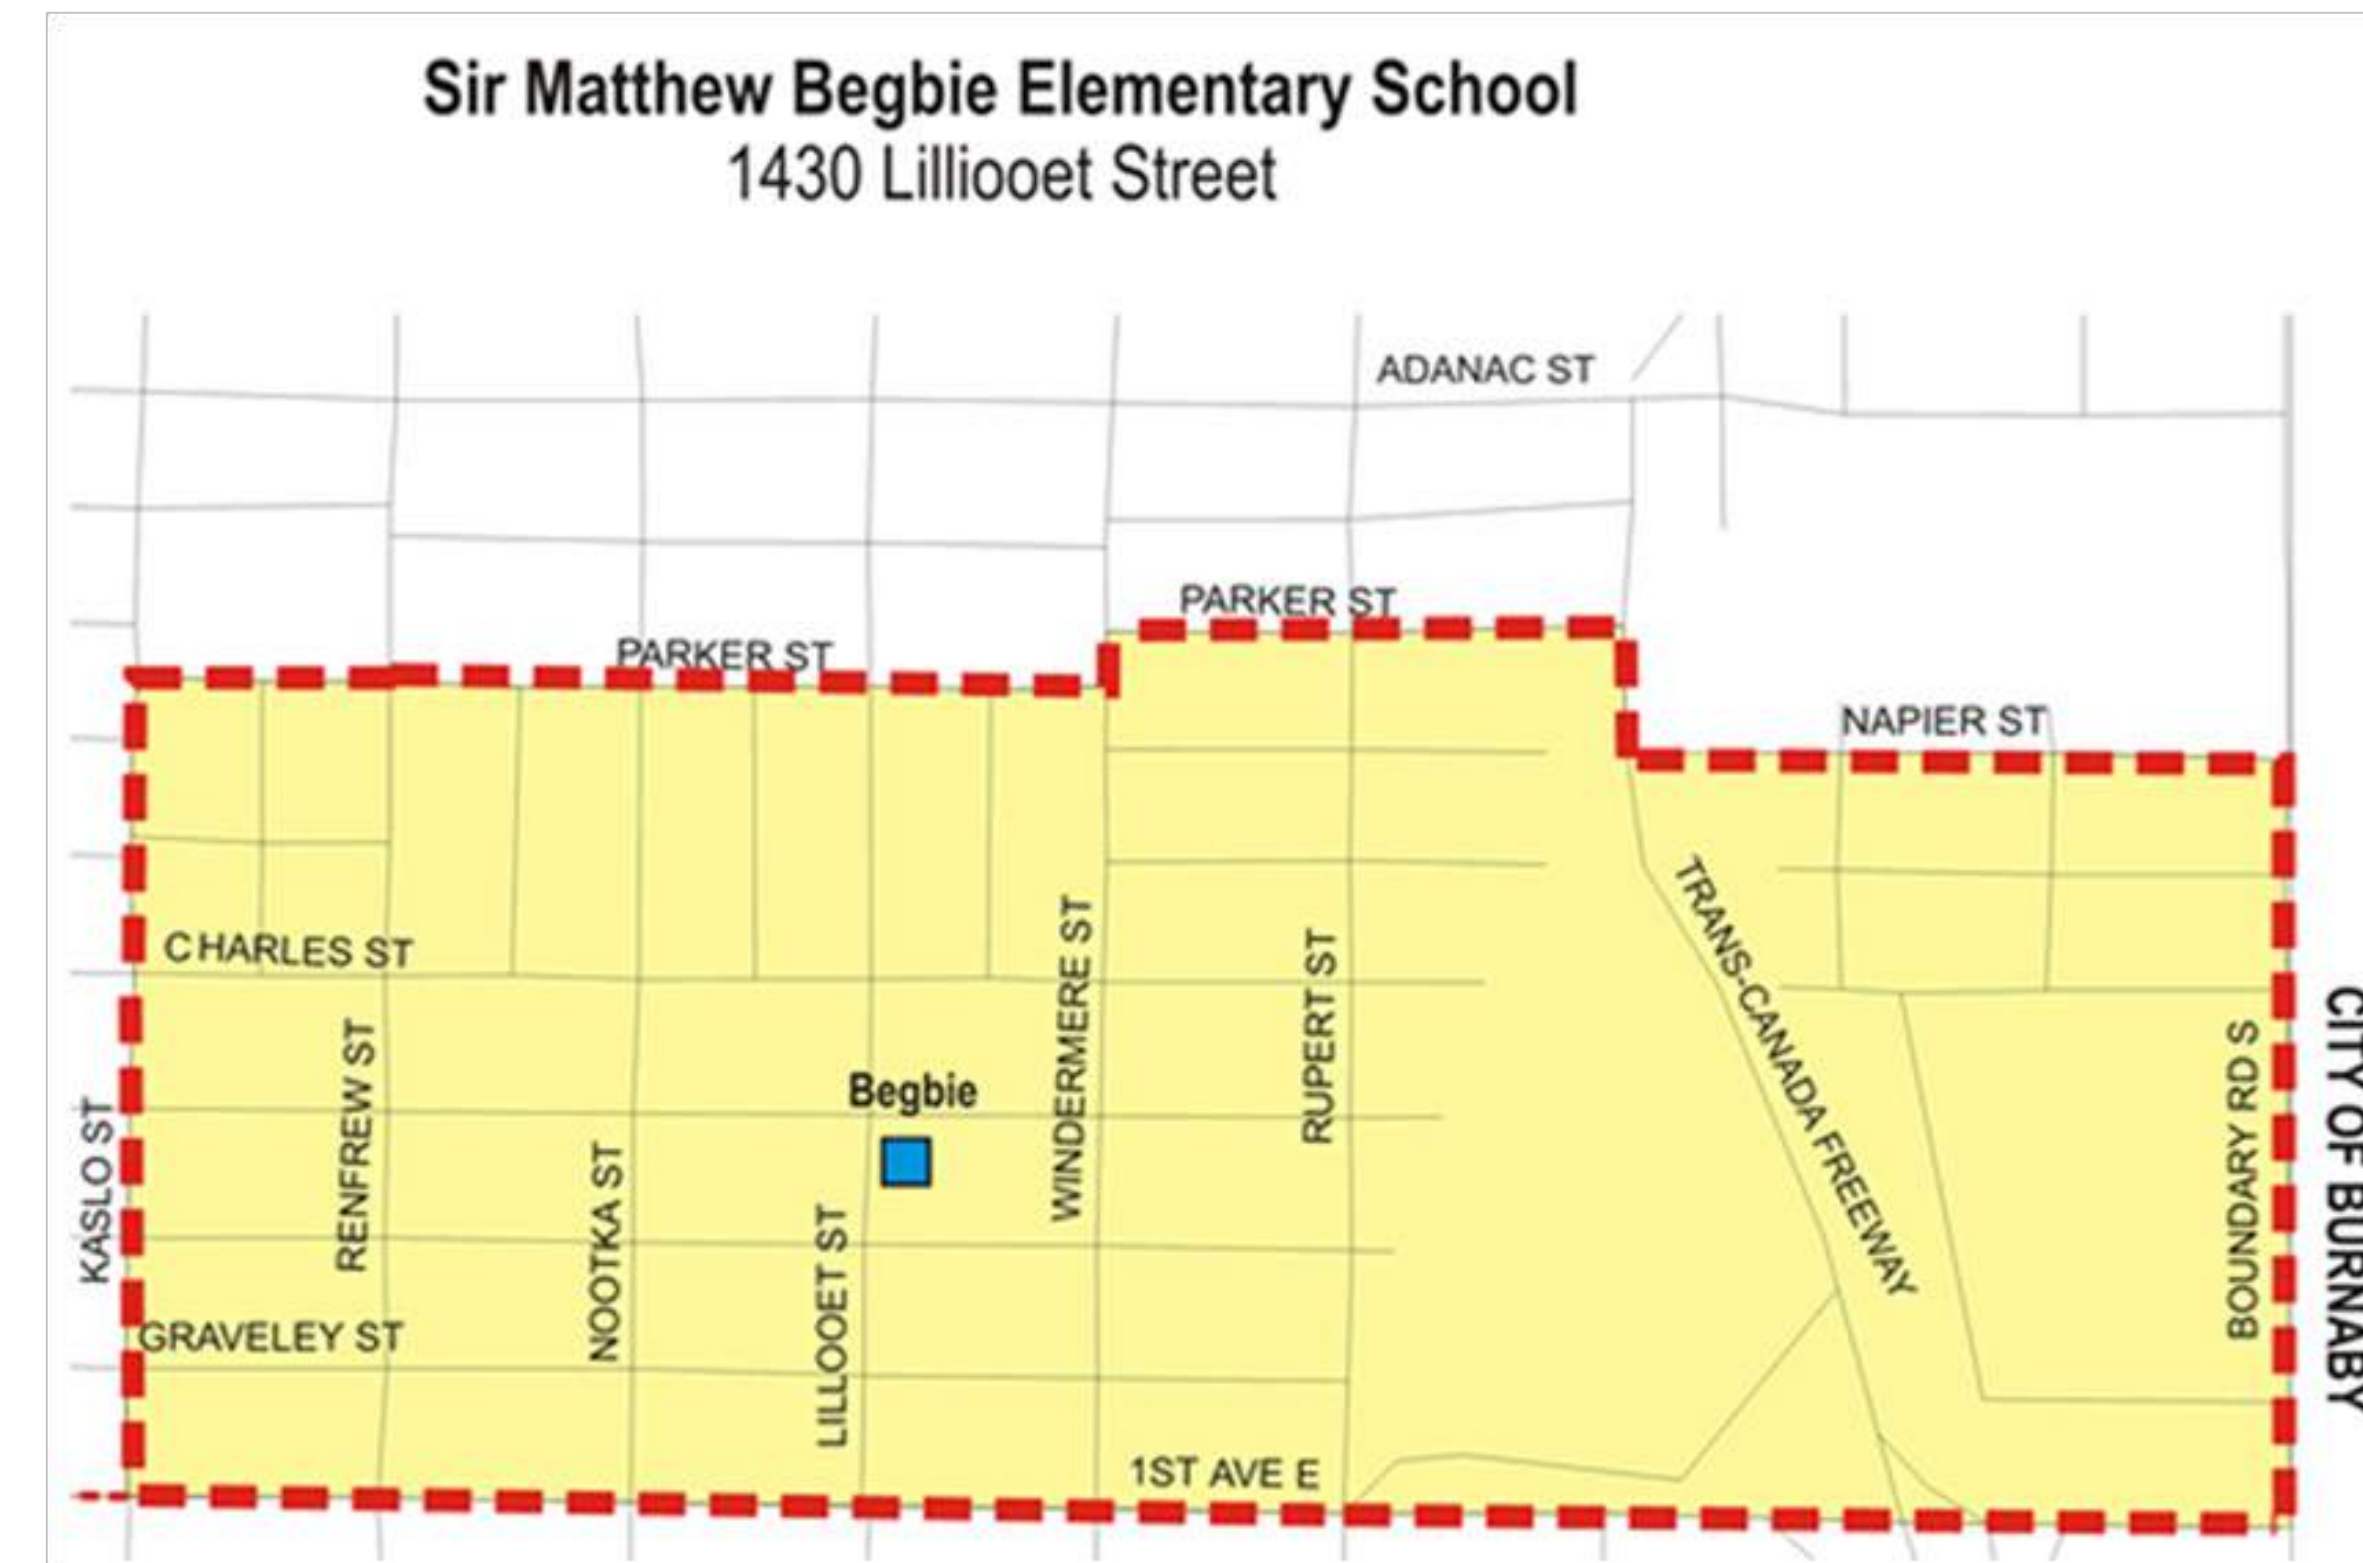 Sir Matthew Begbie Elementary School
1430 Lilliooet Street
ADANAC ST
PARKER ST
PARKER ST
NAPIER ST
CHARLES ST
TRANS-CANADA FREEWAY
WINDERMERE ST
RUPERT ST
RENFREW ST
Begbie
KASLO ST
NOOTKA ST
LILLOOET ST
BOUNDARY RD S
CITY OF BURNABY
GRAVELEY ST
1ST AVE E